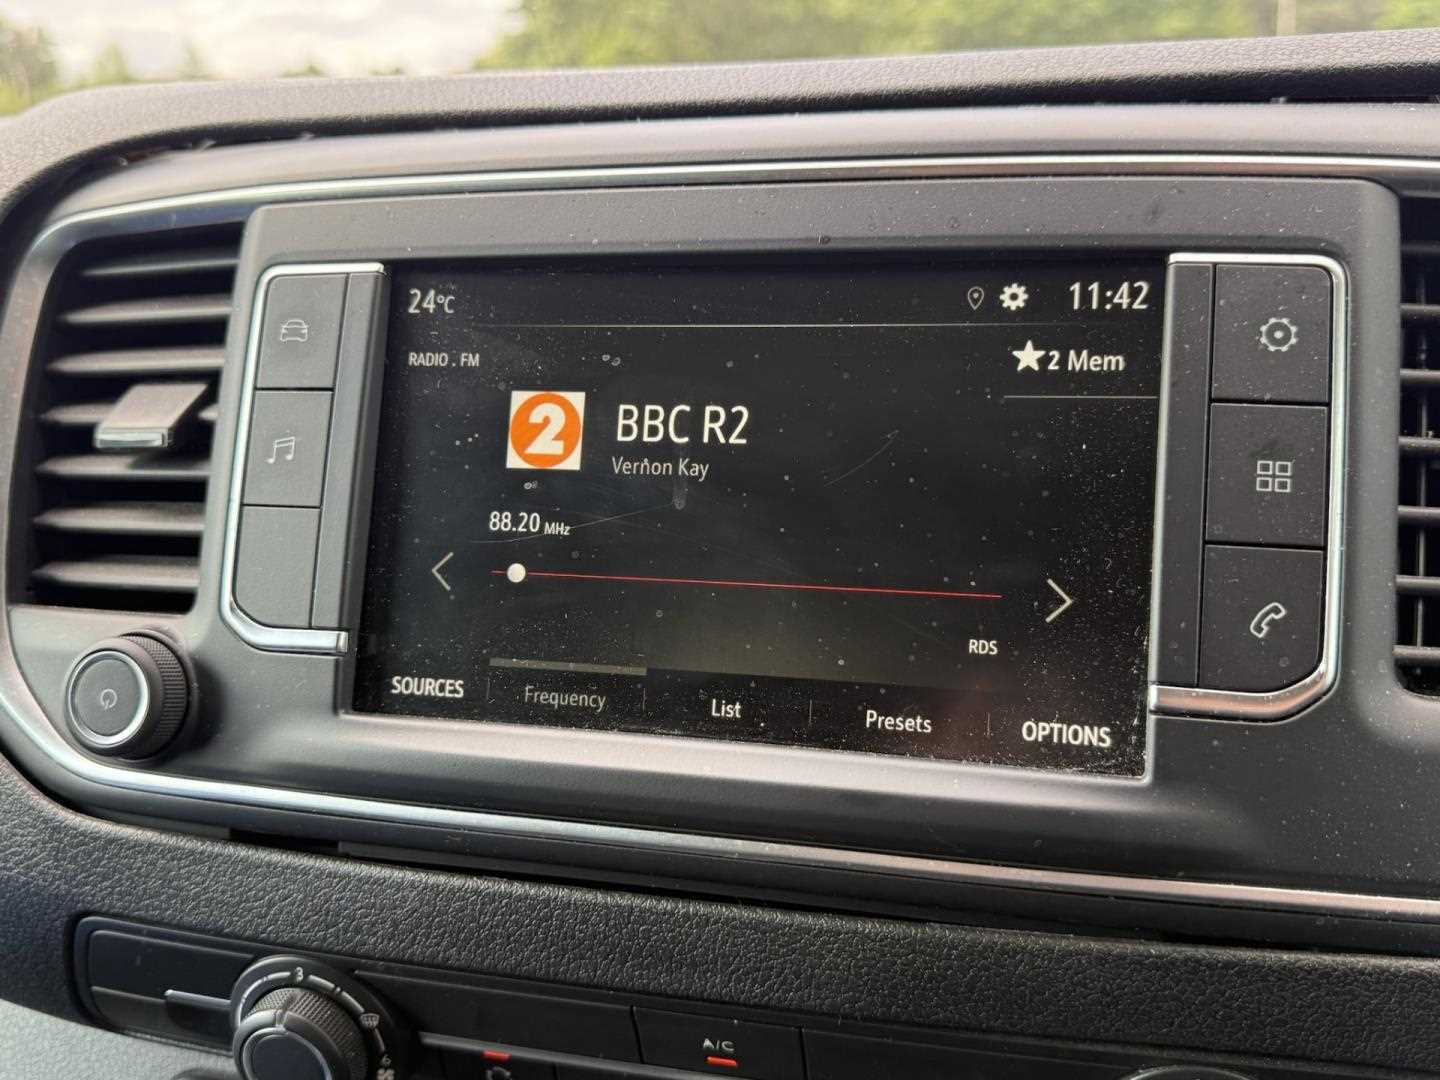 24°C
11:42
RADIO . FM
2 Mem
2
BBC R2
Vernon Kay
88.20 MHz
RDS
SOURCES
Frequency
List
Presets
OPTIONS
3
A/C